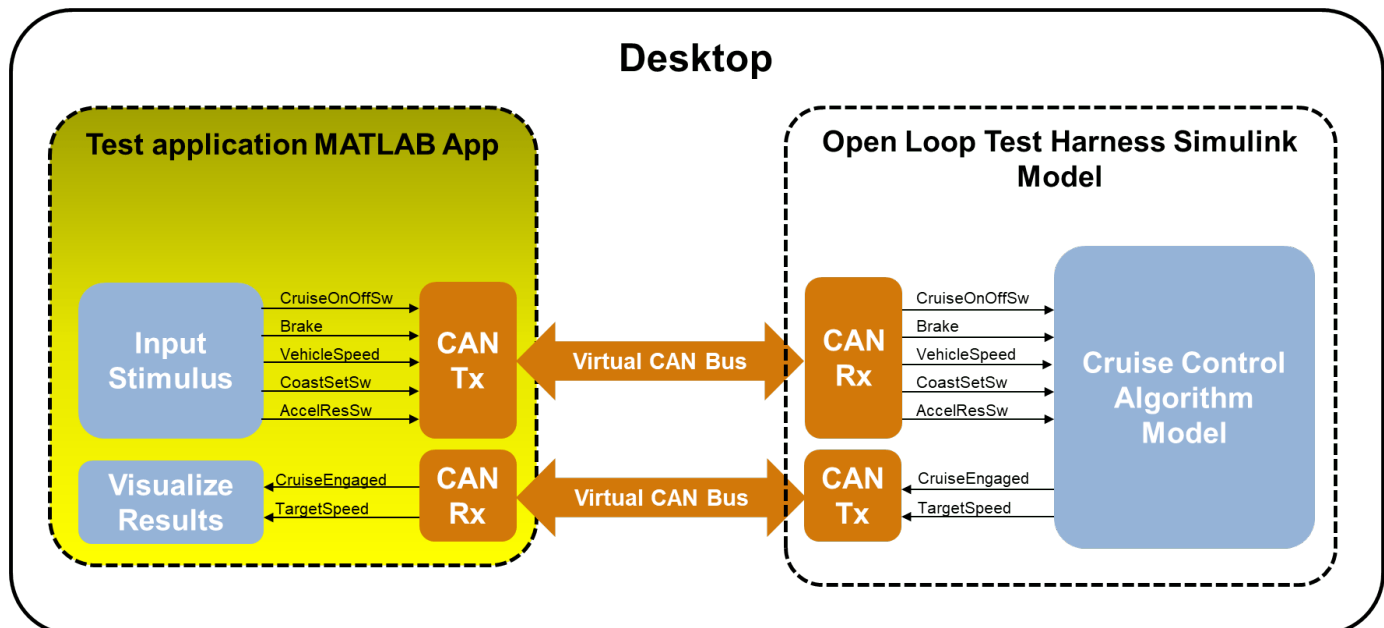 Desktop
Test application MATLAB App
Input
Stimulus
CruiseOnOffSw
Brake
VehicleSpeed
CoastSetSw
AccelResSw
CAN
Tx
Visualize
Results
CruiseEngaged
TargetSpeed
CAN
Rx
Virtual CAN Bus
Virtual CAN Bus
Open Loop Test Harness Simulink
Model
CAN
Rx
CruiseOnOffSw
Brake
VehicleSpeed
CoastSetSw
AccelResSw
CAN
Tx
CruiseEngaged
TargetSpeed
Cruise Control
Algorithm
Model